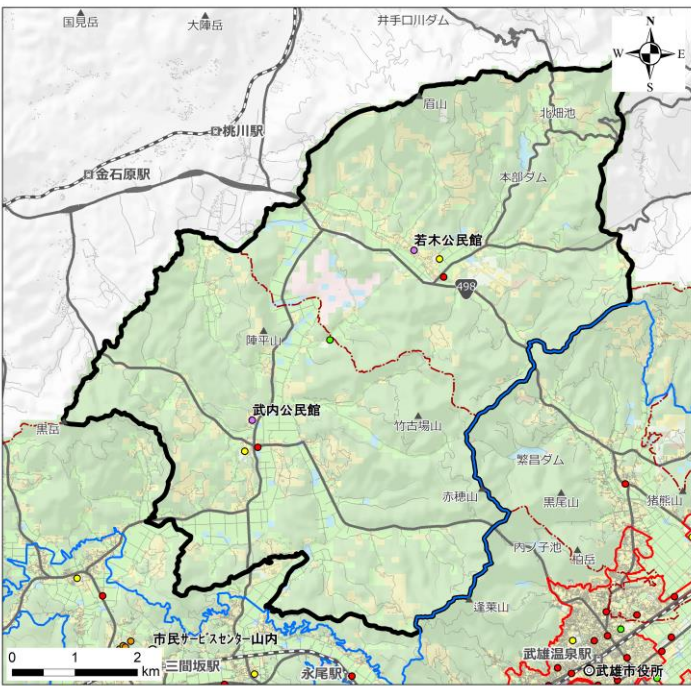 国見岳
大陣岳
井手口川ダム
N
W E
S
眉山
北畑池
桃川駅
金石原駅
本部ダム
若木公民館
498
陣平山
武内公民館
竹古場山
黒岳
繁昌ダム
赤穂山
黒尾山
猪熊山
内ノ子池
柏岳
蓬莱山
市民サービスセンター山内
0 1 2
km
三間坂駅
永尾駅
武雄温泉駅
武雄市役所